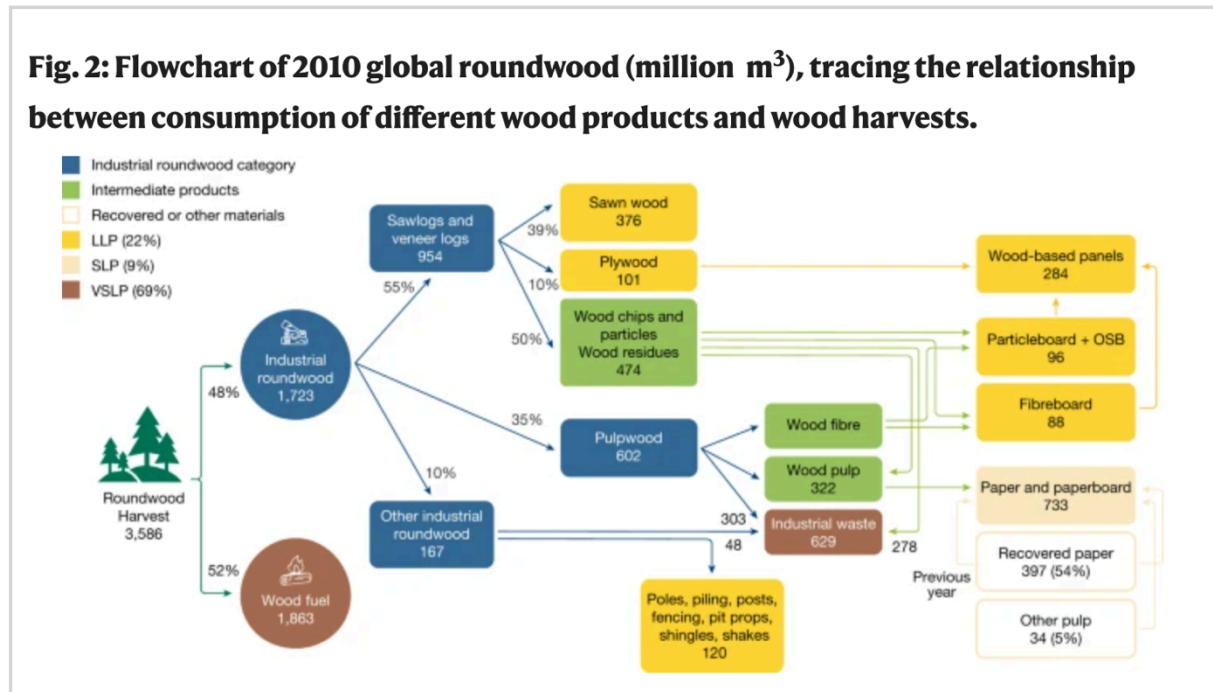 Fig. 2: Flowchart of 2010 global roundwood (million m³), tracing the relationship
between consumption of different wood products and wood harvests.
Industrial roundwood category
Intermediate products
Recovered or other materials
LLP (22%)
SLP (9%)
VSLP (69%)
Roundwood
Harvest
3,586
48%
52%
Industrial
roundwood
1,723
Wood fuel
1,863
55%
35%
10%
Sawlogs and
veneer logs
954
Other industrial
roundwood
167
39%
10%
50%
Sawn wood
376
Plywood
101
Wood chips and
particles
Wood residues
474
Pulpwood
602
303
48
Wood fibre
Wood pulp
322
Industrial waste
629
278
Poles, piling, posts,
fencing, pit props,
shingles, shakes
120
Wood-based panels
284
Particleboard + OSB
96
Fibreboard
88
Paper and paperboard
733
Previous
year
Recovered paper
397 (54%)
Other pulp
34 (5%)